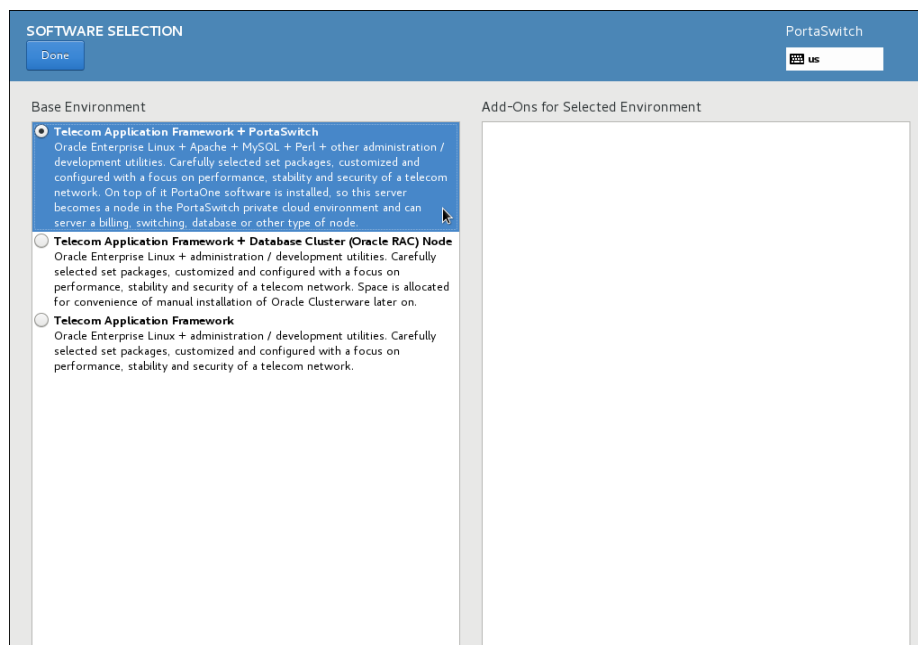 SOFTWARE SELECTION
PortaSwitch
Done
us
Base Environment
Add-Ons for Selected Environment
Telecom Application Framework + PortaSwitch
Oracle Enterprise Linux + Apache + MySQL + Perl + other administration /
development utilities. Carefully selected set packages, customized and
configured with a focus on performance, stability and security of a telecom
network. On top of it PortaOne software is installed, so this server
becomes a node in the PortaSwitch private cloud environment and can
server a billing, switching, database or other type of node.
Telecom Application Framework + Database Cluster (Oracle RAC) Node
Oracle Enterprise Linux + administration / development utilities. Carefully
selected set packages, customized and configured with a focus on
performance, stability and security of a telecom network. Space is allocated
for convenience of manual installation of Oracle Clusterware later on.
Telecom Application Framework
Oracle Enterprise Linux + administration / development utilities. Carefully
selected set packages, customized and configured with a focus on
performance, stability and security of a telecom network.